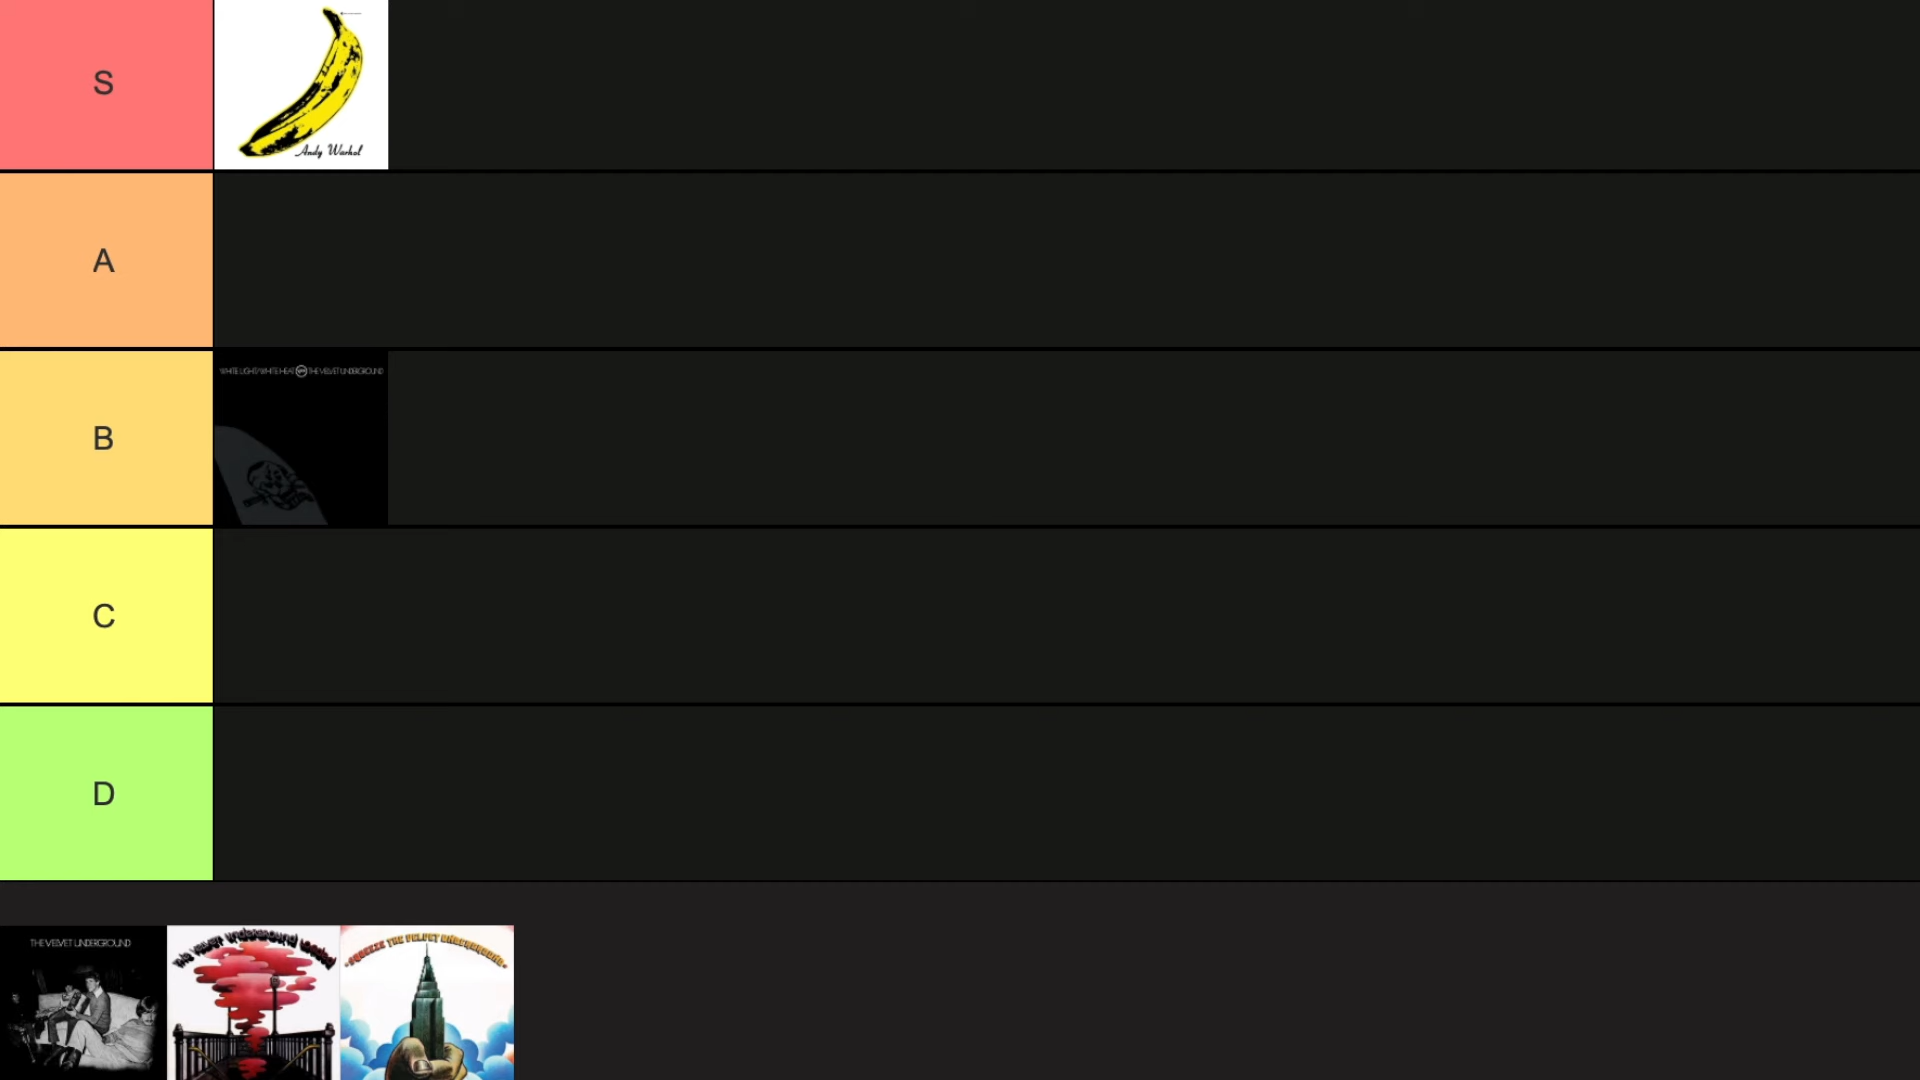 S
Andy Warhol
A
B
WHITE LIGHT/WHITE HEAT THE VELVET UNDERGROUND
C
D
THE VELVET UNDERGROUND
THE VELVET UNDERGROUND LOADED
SQUEEZE THE VELVET UNDERGROUND